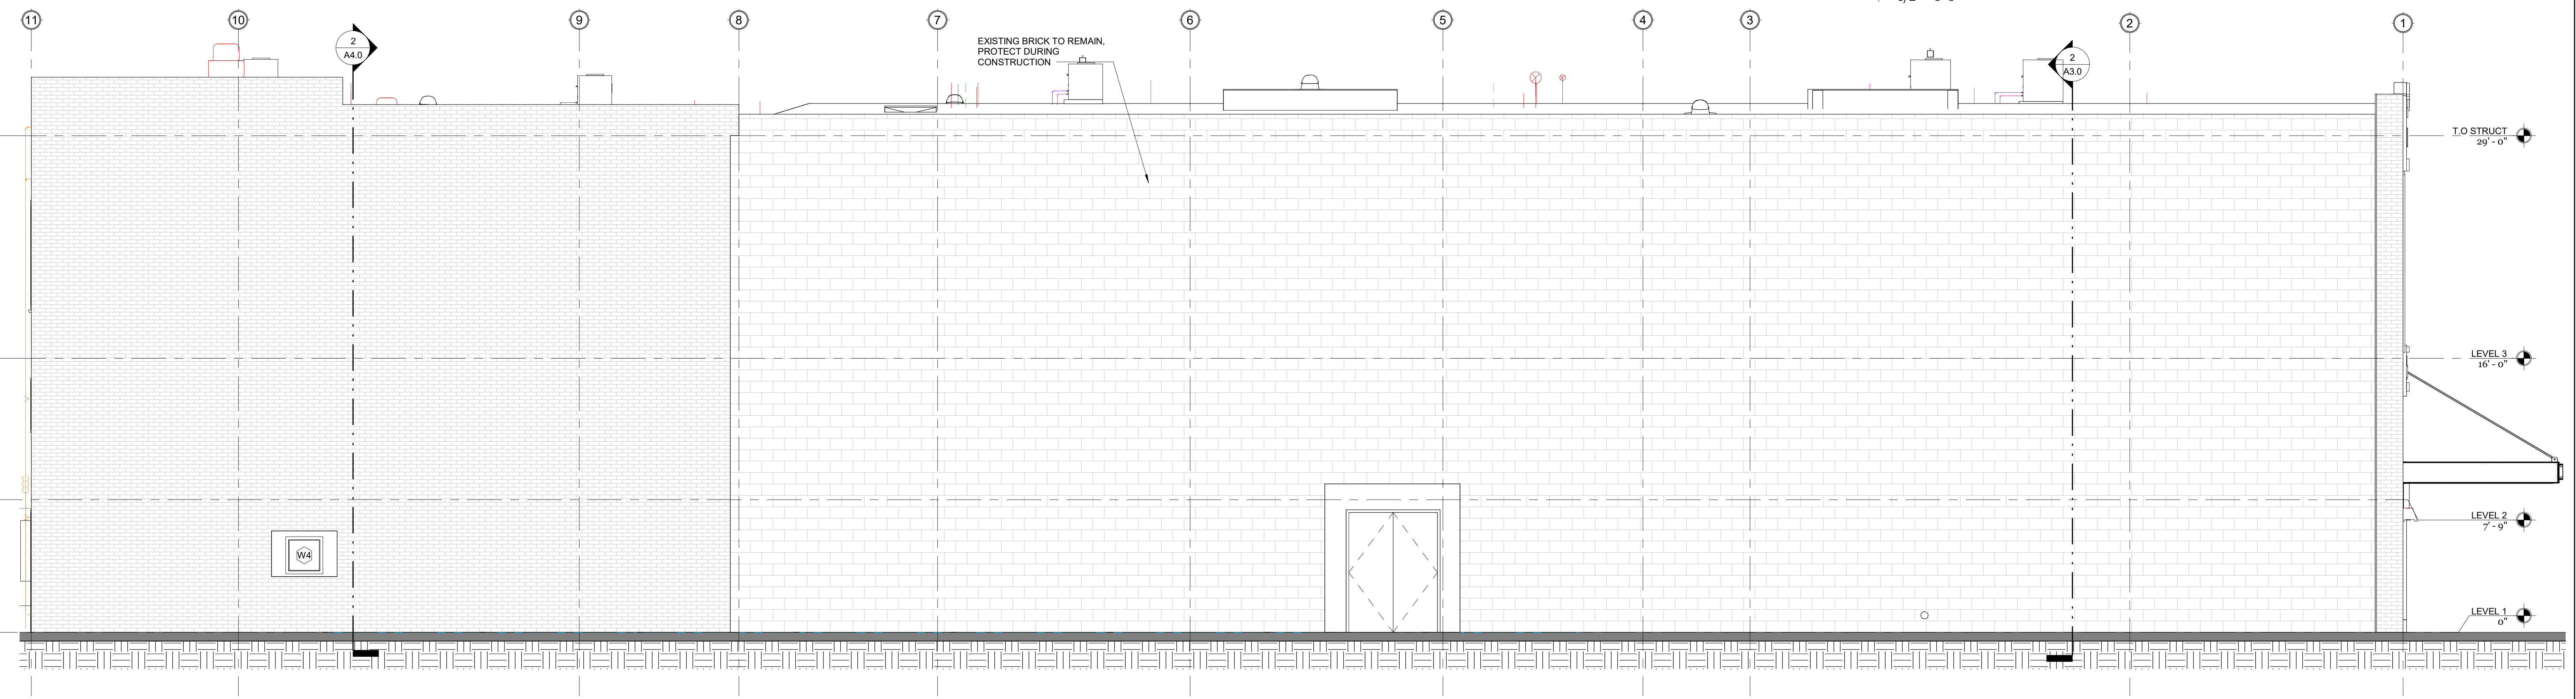 11
10
9
8
7
6
5
4
3
2
1
2
A4.0
EXISTING BRICK TO REMAIN,
PROTECT DURING
CONSTRUCTION
2
A3.0
T.O STRUCT
29' - 0"
LEVEL 3
16' - 0"
LEVEL 2
7' - 9"
W4
LEVEL 1
0"